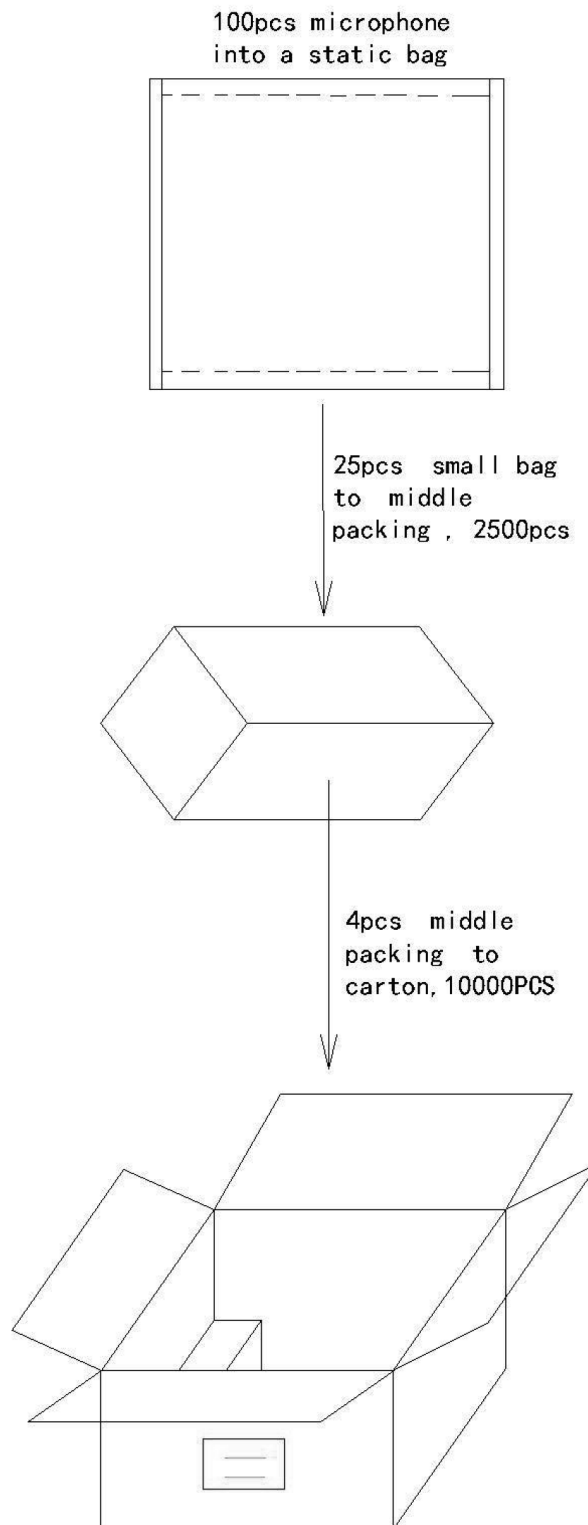 100pcs microphone
into a static bag
25pcs small bag
to middle
packing , 2500pcs
4pcs middle
packing to
carton,10000PCS